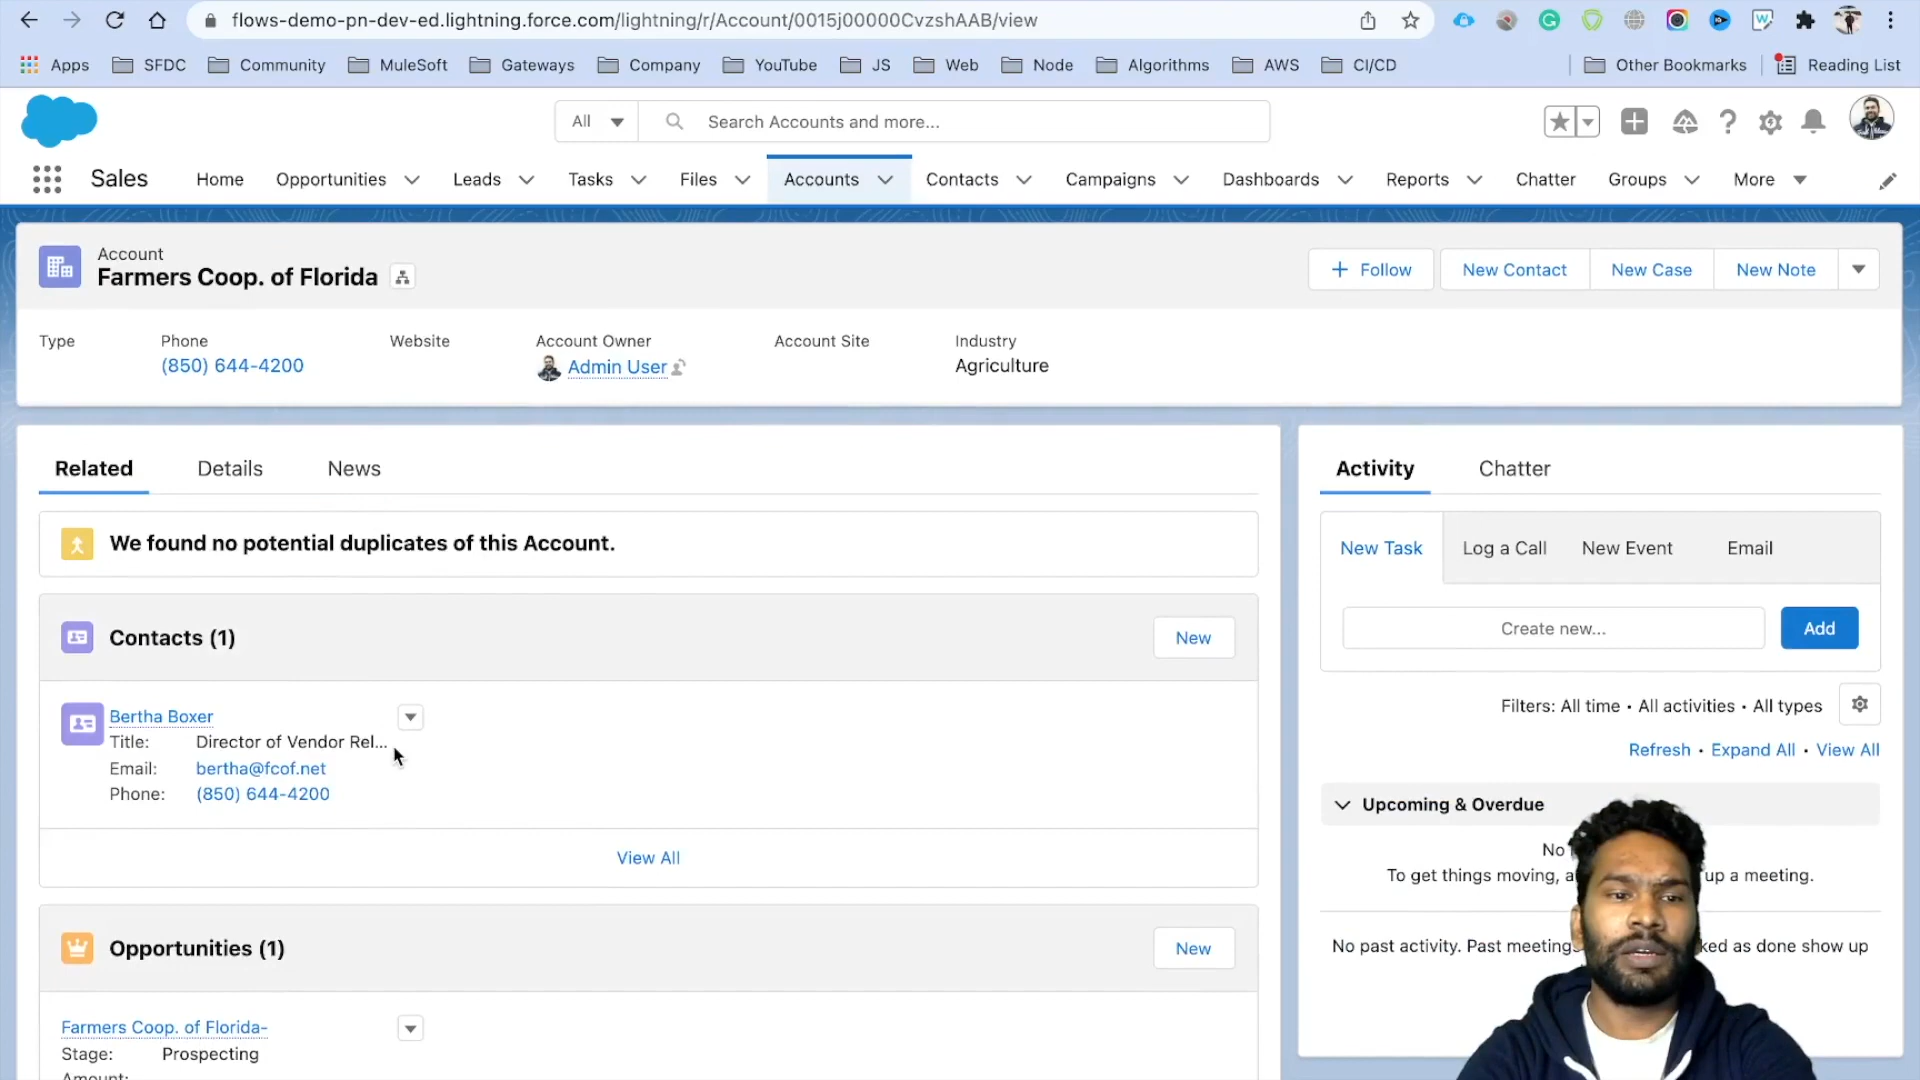 flows-demo-pn-dev-ed.lightning.force.com/lightning/r/Account/0015j00000CvzshAAB/view
Apps SFDC Community MuleSoft Gateways Company YouTube JS Web Node Algorithms AWS CI/CD Other Bookmarks Reading List
All Search Accounts and more...
Sales Home Opportunities Leads Tasks Files Accounts Contacts Campaigns Dashboards Reports Chatter Groups More
Account
Farmers Coop. of Florida
Follow New Contact New Case New Note
Type Phone Website Account Owner Account Site Industry
(850) 644-4200 Admin User Agriculture
Related Details News
We found no potential duplicates of this Account.
Contacts (1) New
Bertha Boxer
Title: Director of Vendor Rel...
Email: bertha@fcof.net
Phone: (850) 644-4200
View All
Opportunities (1) New
Farmers Coop. of Florida-
Stage: Prospecting
Amount:
Activity Chatter
New Task Log a Call New Event Email
Create new... Add
Filters: All time • All activities • All types
Refresh • Expand All • View All
Upcoming & Overdue
No
To get things moving, a up a meeting.
No past activity. Past meetings ked as done show up